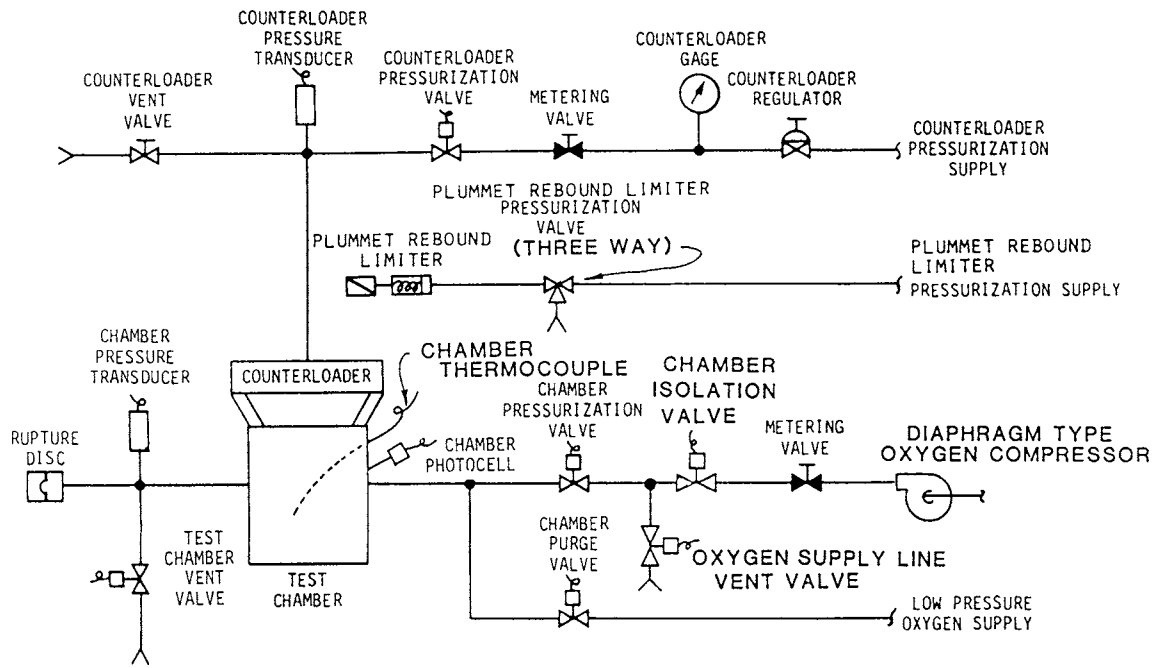 COUNTERLOADER
PRESSURE
TRANSDUCER
COUNTERLOADER
VENT
VALVE
COUNTERLOADER
PRESSURIZATION
VALVE
METERING
VALVE
COUNTERLOADER
GAGE
COUNTERLOADER
REGULATOR
COUNTERLOADER
PRESSURIZATION
SUPPLY
PLUMMET REBOUND LIMITER
PRESSURIZATION
VALVE
(THREE WAY)
PLUMMET REBOUND
LIMITER
PLUMMET REBOUND
LIMITER
PRESSURIZATION SUPPLY
CHAMBER
PRESSURE
TRANSDUCER
COUNTERLOADER
CHAMBER
THERMOCOUPLE
CHAMBER
PRESSURIZATION
VALVE
CHAMBER
ISOLATION
VALVE
METERING
VALVE
DIAPHRAGM TYPE
OXYGEN COMPRESSOR
RUPTURE
DISC
CHAMBER
PHOTOCELL
TEST
CHAMBER
VENT
VALVE
TEST
CHAMBER
CHAMBER
PURGE
VALVE
OXYGEN SUPPLY LINE
VENT VALVE
LOW PRESSURE
OXYGEN SUPPLY